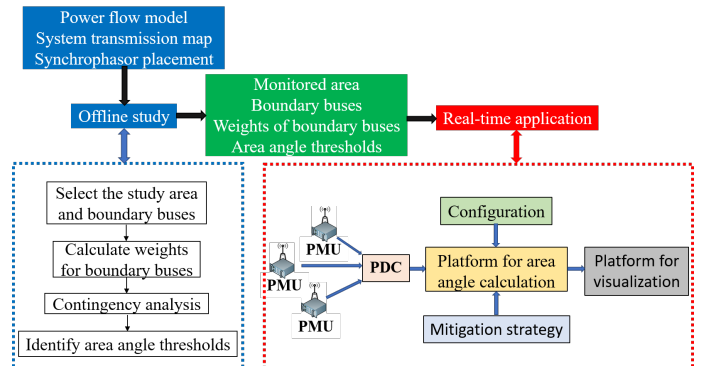 Power flow model
System transmission map
Synchrophasor placement
Offline study
Monitored area
Boundary buses
Weights of boundary buses
Area angle thresholds
Real-time application
Select the study area
and boundary buses
Calculate weights
for boundary buses
Contingency analysis
Identify area angle thresholds
PMU
PMU
PMU
PDC
Configuration
Platform for area
angle calculation
Mitigation strategy
Platform for
visualization